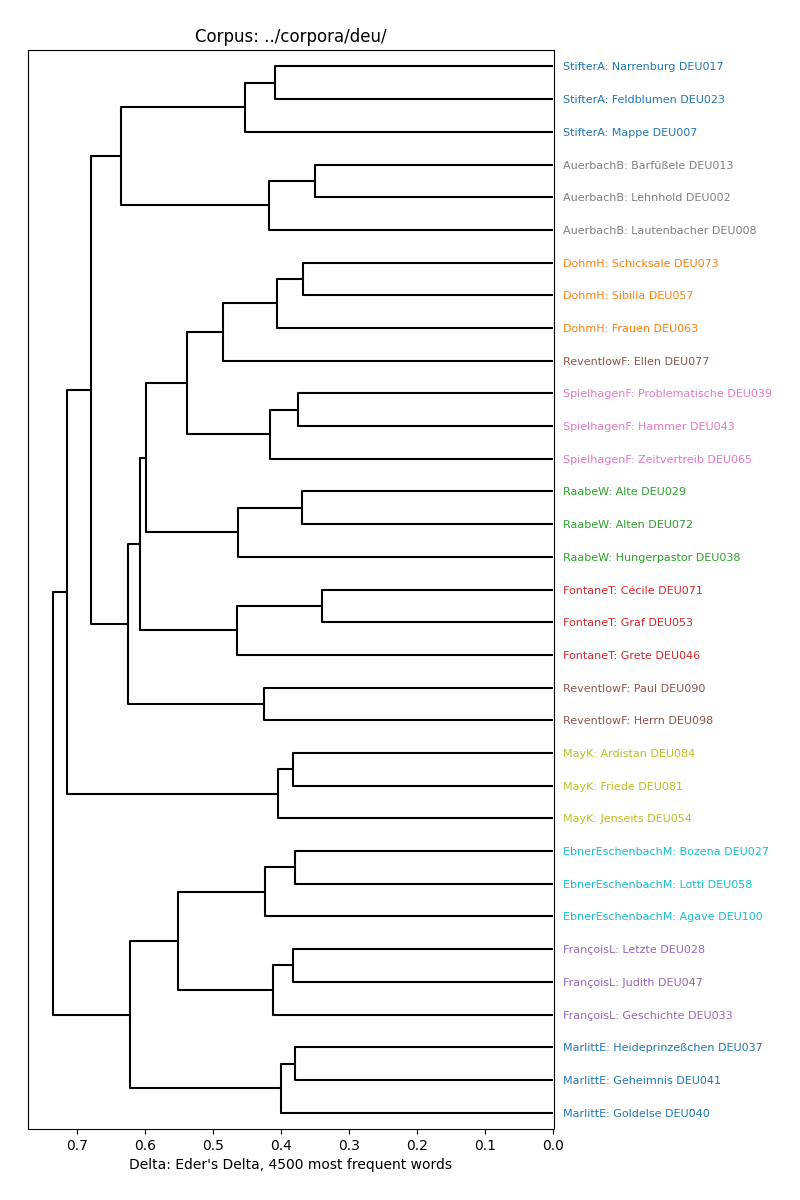 Corpus: ../corpora/deu/
StifterA: Narrenburg DEU017
StifterA: Feldblumen DEU023
StifterA: Mappe DEU007
AuerbachB: Barfüßele DEU013
AuerbachB: Lehnhold DEU002
AuerbachB: Lautenbacher DEU008
DohmH: Schicksale DEU073
DohmH: Sibilla DEU057
DohmH: Frauen DEU063
ReventlowF: Ellen DEU077
SpielhagenF: Problematische DEU039
SpielhagenF: Hammer DEU043
SpielhagenF: Zeitvertreib DEU065
RaabeW: Alte DEU029
RaabeW: Alten DEU072
RaabeW: Hungerpastor DEU038
FontaneT: Cécile DEU071
FontaneT: Graf DEU053
FontaneT: Grete DEU046
ReventlowF: Paul DEU090
ReventlowF: Herrn DEU098
MayK: Ardistan DEU084
MayK: Friede DEU081
MayK: Jenseits DEU054
EbnerEschenbachM: Bozena DEU027
EbnerEschenbachM: Lotti DEU058
EbnerEschenbachM: Agave DEU100
FrançoisL: Letzte DEU028
FrançoisL: Judith DEU047
FrançoisL: Geschichte DEU033
MarlittE: Heideprinzeßchen DEU037
MarlittE: Geheimnis DEU041
MarlittE: Goldelse DEU040
0.7 0.6 0.5 0.4 0.3 0.2 0.1 0.0
Delta: Eder's Delta, 4500 most frequent words